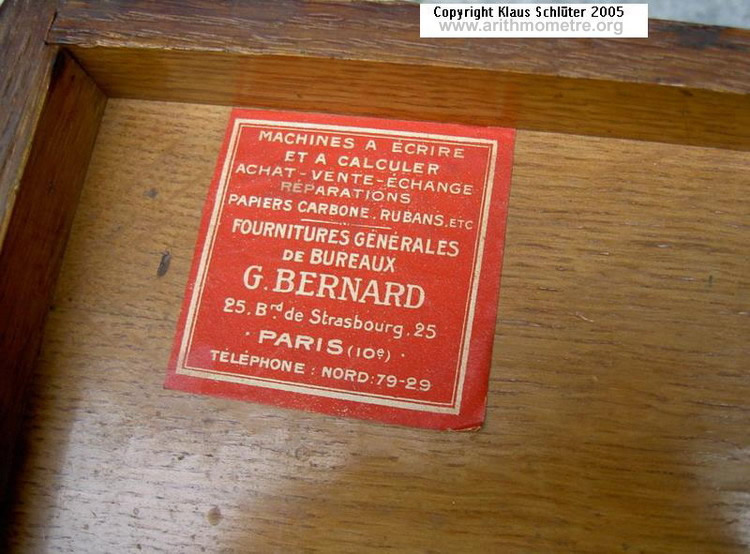 Copyright Klaus Schlüter 2005
www.arithmometre.org
MACHINES A ÉCRIRE
ET A CALCULER
ACHAT-VENTE-ÉCHANGE
RÉPARATIONS
PAPIERS CARBONE, RUBANS, ETC
FOURNITURES GÉNÉRALES
DE BUREAUX
G. BERNARD
25. Brd de Strasbourg. 25
· PARIS (10e) ·
TÉLÉPHONE : NORD:79-29